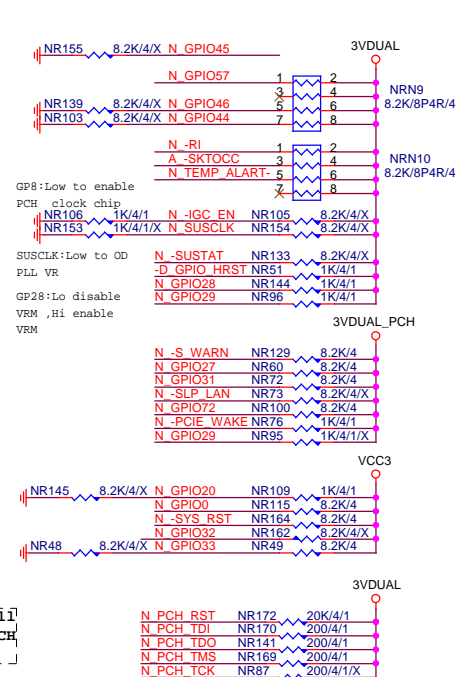 3VDUAL
NR155 8.2K/4/X N_GPIO45
N_GPIO57 1 2
3 4 NRN9
NR139 8.2K/4/X N_GPIO46 5 6 8.2K/8P4R/4
NR103 8.2K/4/X N_GPIO44 7 8
N_-RI 1 2
A_-SKTOCC 3 4 NRN10
N_TEMP_ALART- 5 6 8.2K/8P4R/4
7 8
GP8:Low to enable
PCH clock chip
NR106 1K/4/1 N_-IGC_EN NR105 8.2K/4/X
NR153 1K/4/1/X N_SUSCLK NR154 8.2K/4/X
SUSCLK:Low to OD
PLL VR
N_-SUSTAT NR133 8.2K/4/X
-D_GPIO_HRST NR51 1K/4/1
N_GPIO28 NR144 1K/4/1
N_GPIO29 NR96 1K/4/1
GP28:Lo disable
VRM ,Hi enable
VRM
3VDUAL_PCH
N_-S_WARN NR129 8.2K/4
N_GPIO27 NR60 8.2K/4
N_GPIO31 NR72 8.2K/4
N_-SLP_LAN NR73 8.2K/4/X
N_GPIO72 NR100 8.2K/4
N_-PCIE_WAKE NR76 1K/4/1
N_GPIO29 NR95 1K/4/1/X
VCC3
NR145 8.2K/4/X N_GPIO20 NR109 1K/4/1
N_GPIO0 NR115 8.2K/4
N_-SYS_RST NR164 8.2K/4
N_GPIO32 NR162 8.2K/4/X
NR48 8.2K/4/X N_GPIO33 NR49 8.2K/4
3VDUAL
CH
N_PCH_RST NR172 20K/4/1
N_PCH_TDI NR170 200/4/1
N_PCH_TDO NR141 200/4/1
N_PCH_TMS NR169 200/4/1
N_PCH_TCK NR87 200/4/1/X